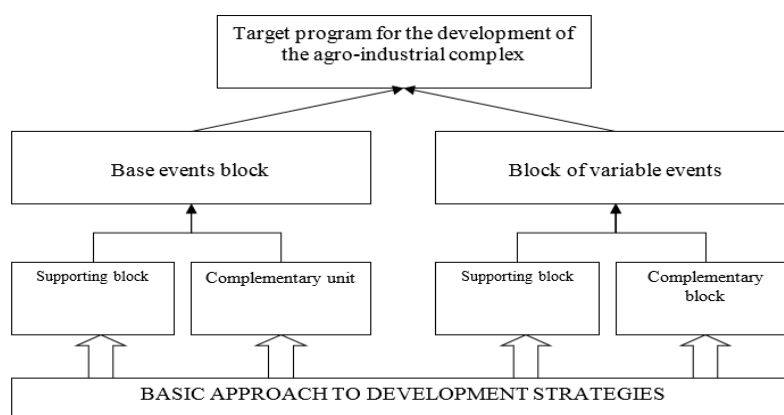 Target program for the development of
the agro-industrial complex
Base events block
Block of variable events
Supporting block
Complementary unit
Supporting block
Complementary
block
BASIC APPROACH TO DEVELOPMENT STRATEGIES